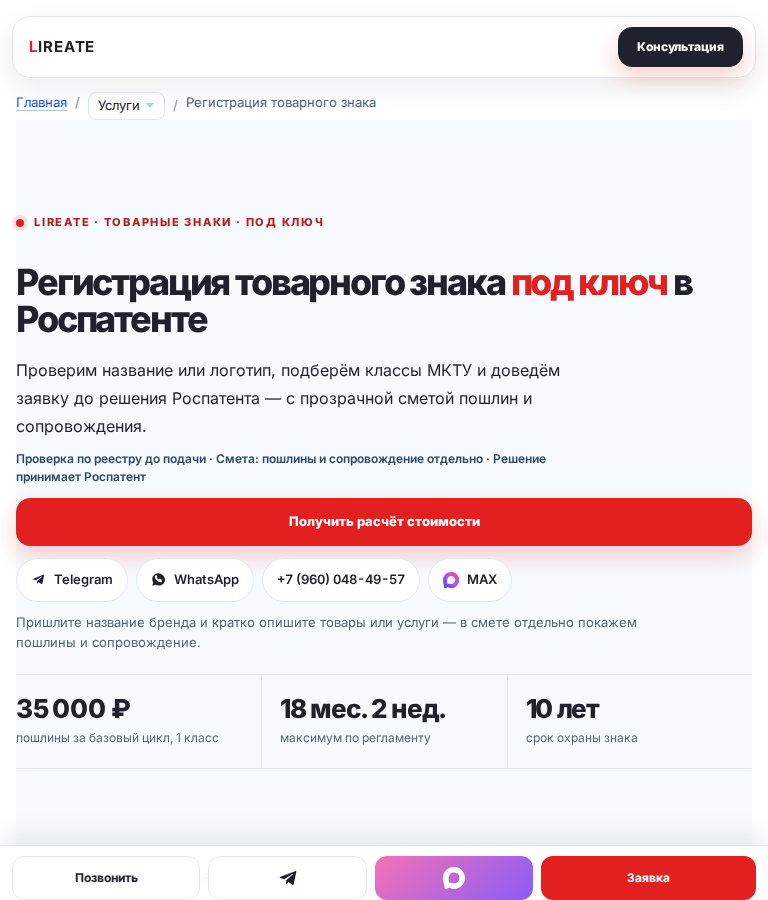 LIREATE
Консультация
Главная / Услуги / Регистрация товарного знака
LIREATE · ТОВАРНЫЕ ЗНАКИ · ПОД КЛЮЧ
Регистрация товарного знака под ключ в
Роспатенте
Проверим название или логотип, подберём классы МКТУ и доведём
заявку до решения Роспатента — с прозрачной сметой пошлин и
сопровождения.
Проверка по реестру до подачи · Смета: пошлины и сопровождение отдельно · Решение
принимает Роспатент
Получить расчёт стоимости
Telegram WhatsApp +7 (960) 048-49-57 MAX
Пришлите название бренда и кратко опишите товары или услуги — в смете отдельно покажем
пошлины и сопровождение.
35 000 ₽ 18 мес. 2 нед. 10 лет
пошлины за базовый цикл, 1 класс максимум по регламенту срок охраны знака
Позвонить Заявка